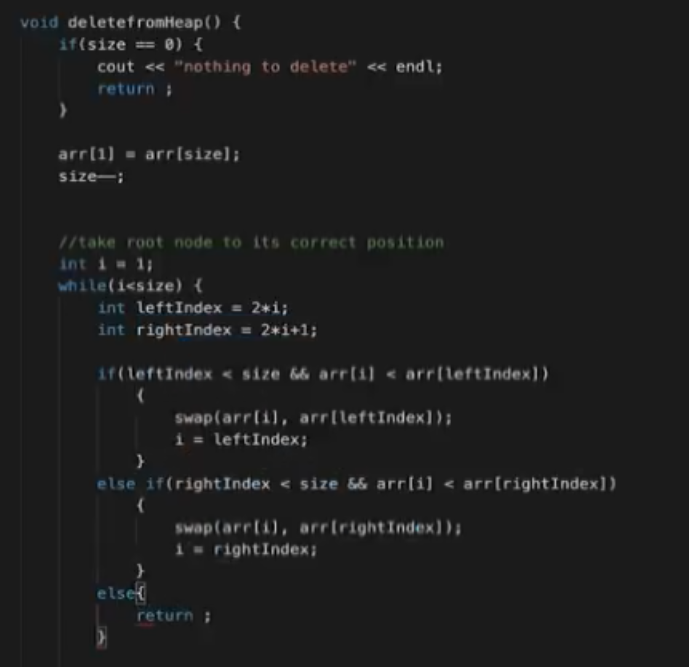 void deletefromHeap() {
    if(size == 0) {
        cout << "nothing to delete" << endl;
        return ;
    }

    arr[1] = arr[size];
    size--;

    //take root node to its correct position
    int i = 1;
    while(i<size) {
        int leftIndex = 2*i;
        int rightIndex = 2*i+1;

        if(leftIndex < size && arr[i] < arr[leftIndex])
            {
                swap(arr[i], arr[leftIndex]);
                i = leftIndex;
            }
        else if(rightIndex < size && arr[i] < arr[rightIndex])
            {
                swap(arr[i], arr[rightIndex]);
                i = rightIndex;
            }
        else{
            return ;
        }